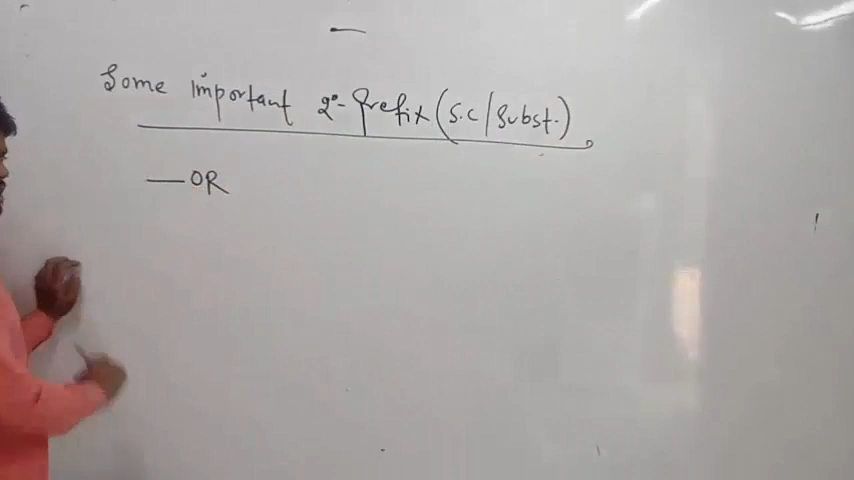 Some important 2°- prefix (s.c/subst.)
— OR